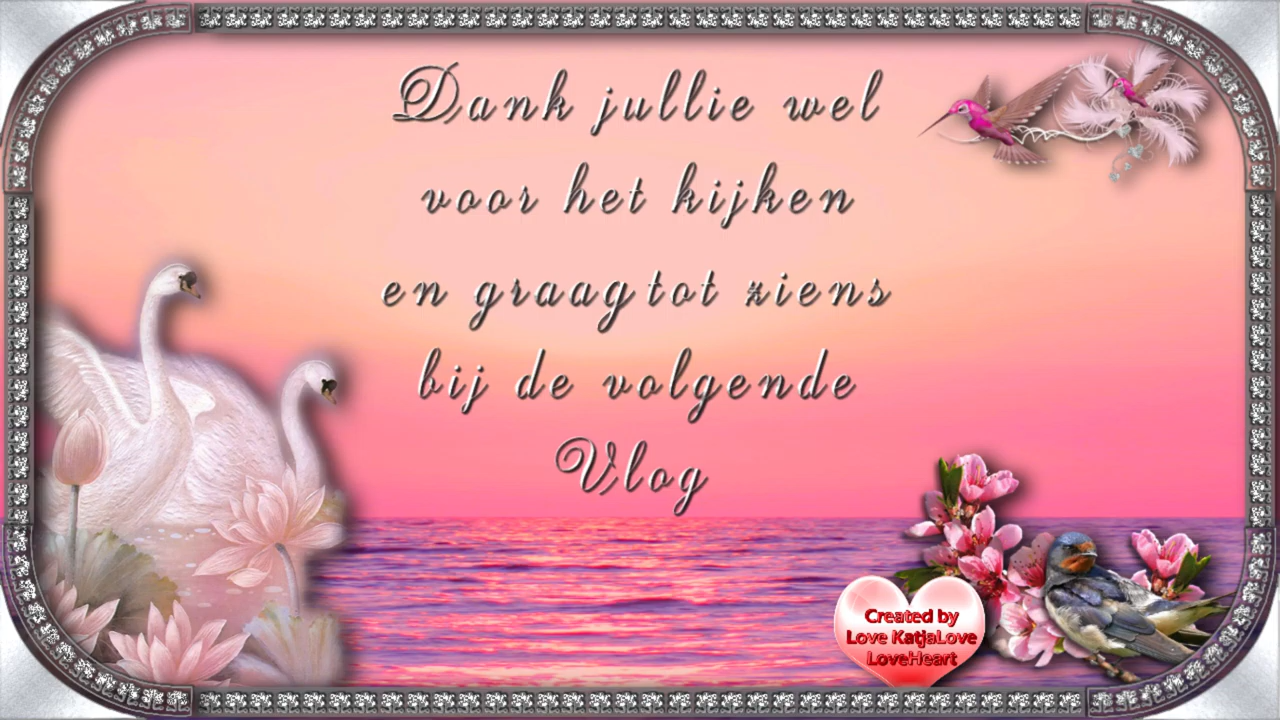 Dank jullie wel
voor het kijken
en graag tot ziens
bij de volgende
Vlog
Created by
Love KatjaLove
LoveHeart